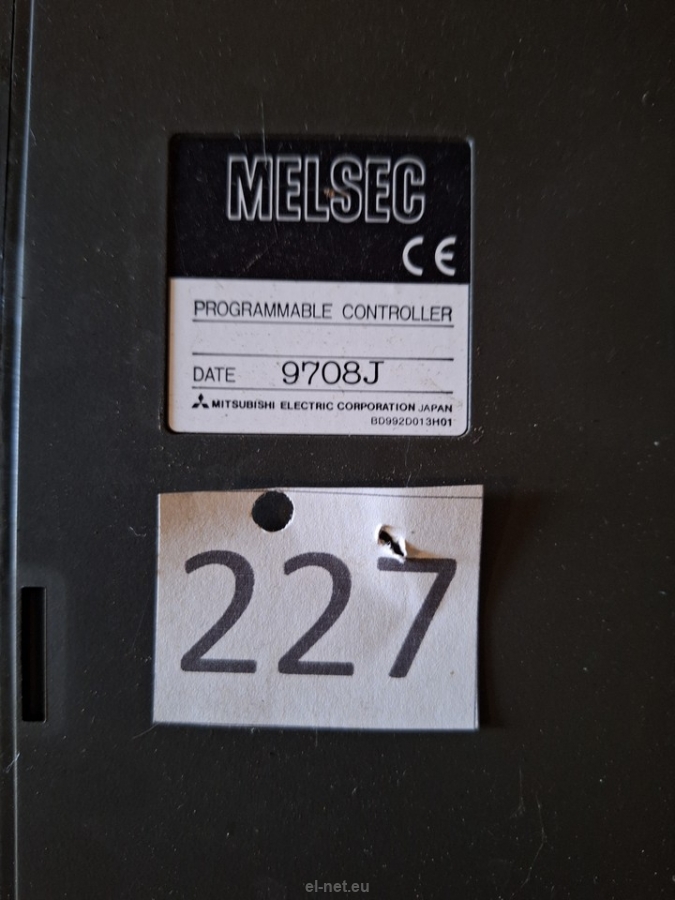 MELSEC
CE
PROGRAMMABLE CONTROLLER
DATE 9708J
MITSUBISHI ELECTRIC CORPORATION JAPAN
BD992D013H01
227
el-net.eu